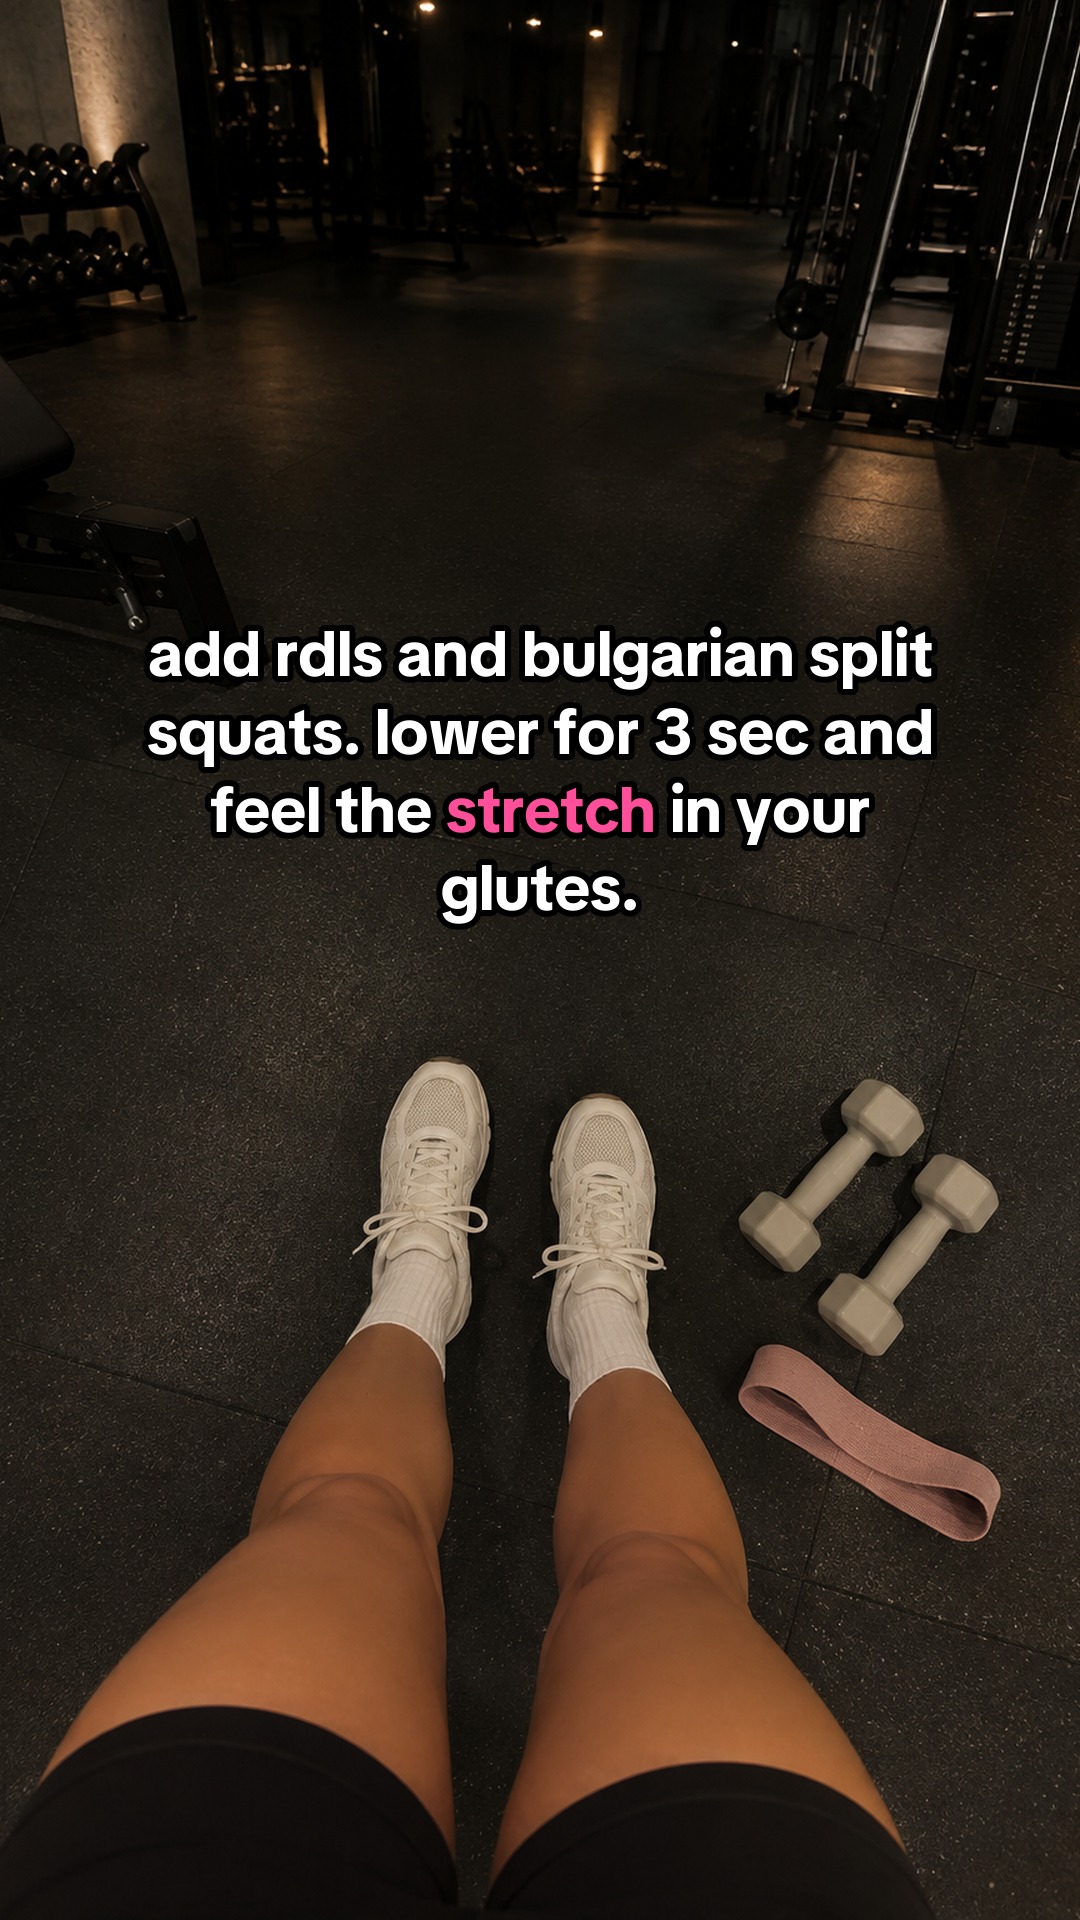 add rdls and bulgarian split
squats. lower for 3 sec and
feel the stretch in your
glutes.